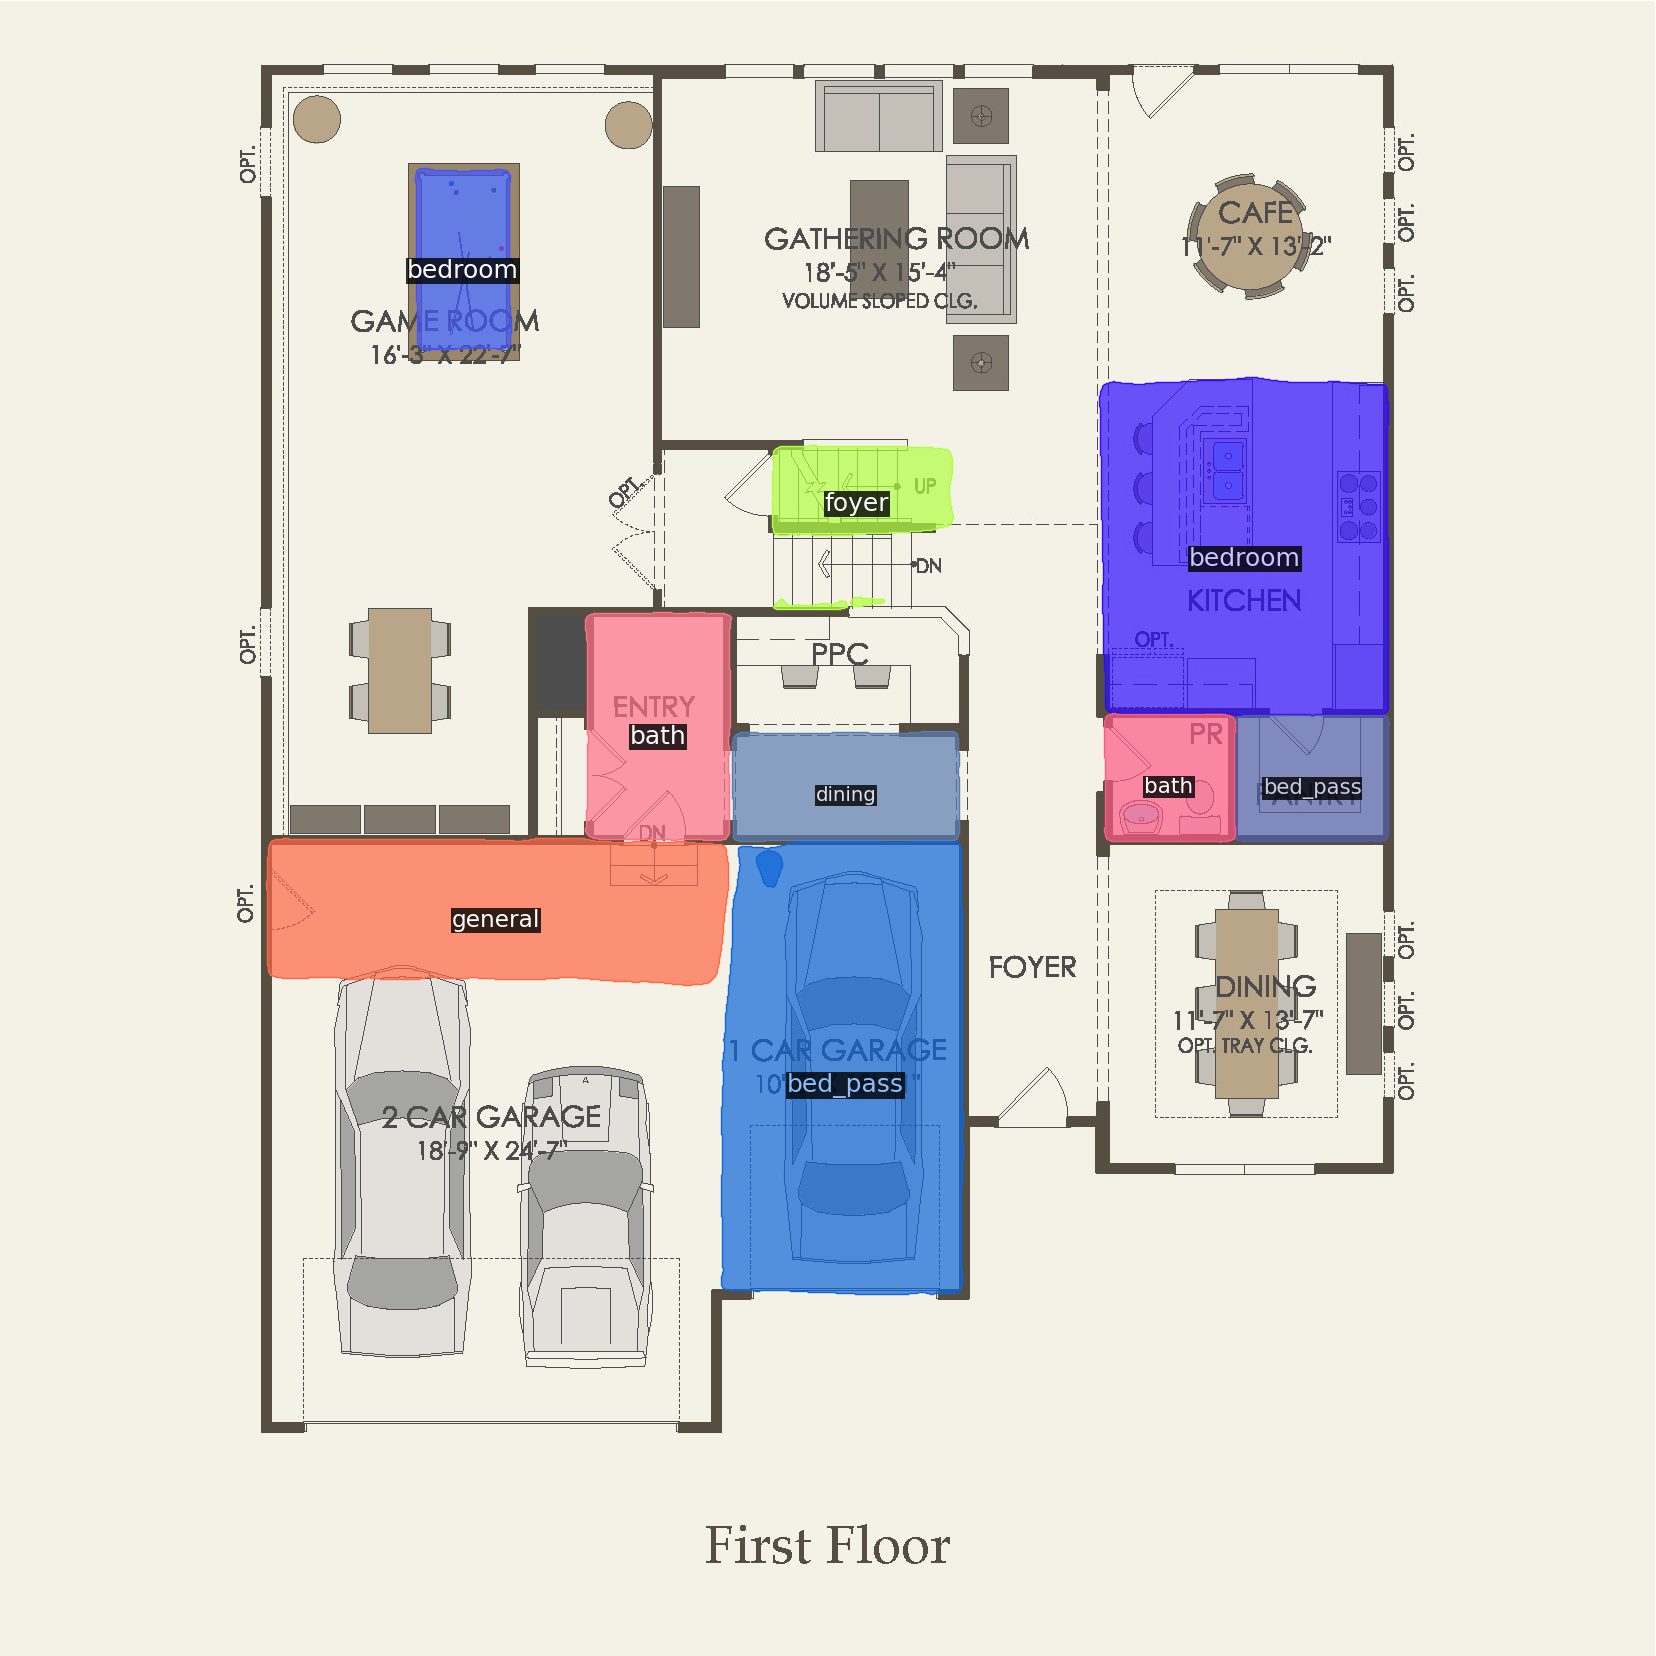 OPT.
OPT.
CAFE
11'-7" X 13'-2"
OPT.
GATHERING ROOM
18'-5" X 15'-4"
VOLUME SLOPED CLG.
OPT.
bedroom
GAME ROOM
16'-3" X 22'-7"
OPT.
UP
foyer
DN
bedroom
KITCHEN
OPT.
OPT.
PPC
ENTRY
bath
PR
bath
bed_pass
PANTRY
dining
DN
OPT.
general
OPT.
FOYER
DINING
11'-7" X 13'-7"
OPT. TRAY CLG.
OPT.
OPT.
1 CAR GARAGE
bed_pass
2 CAR GARAGE
18'-9" X 24'-7"
First Floor